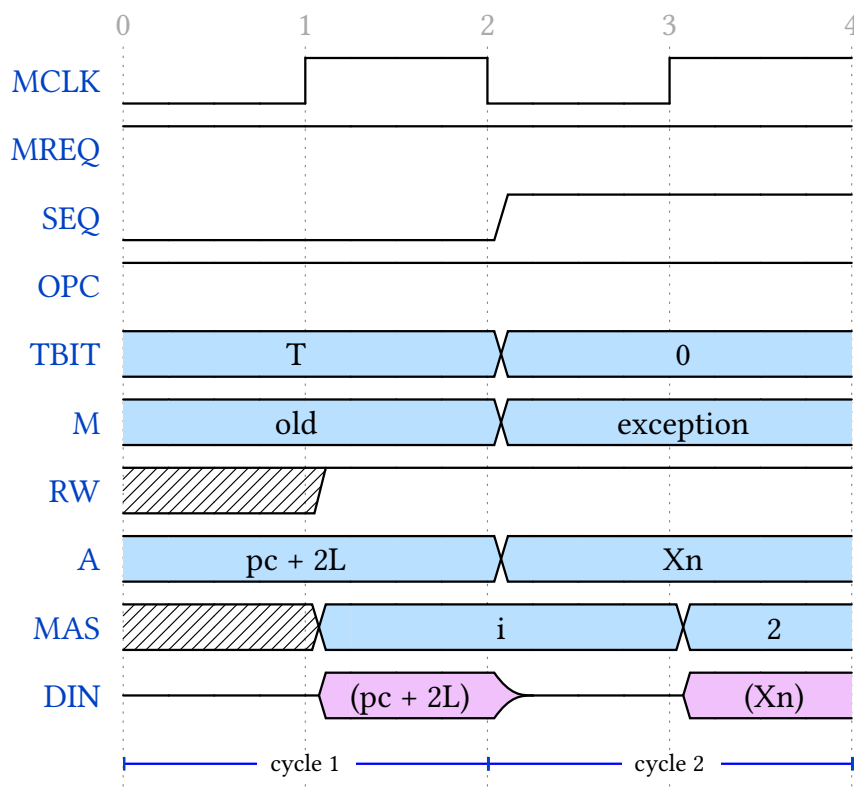 0 1 2 3 4
MCLK
MREQ
SEQ
OPC
TBIT T 0
M old exception
RW
A pc + 2L Xn
MAS i 2
DIN (pc + 2L) (Xn)
cycle 1 cycle 2